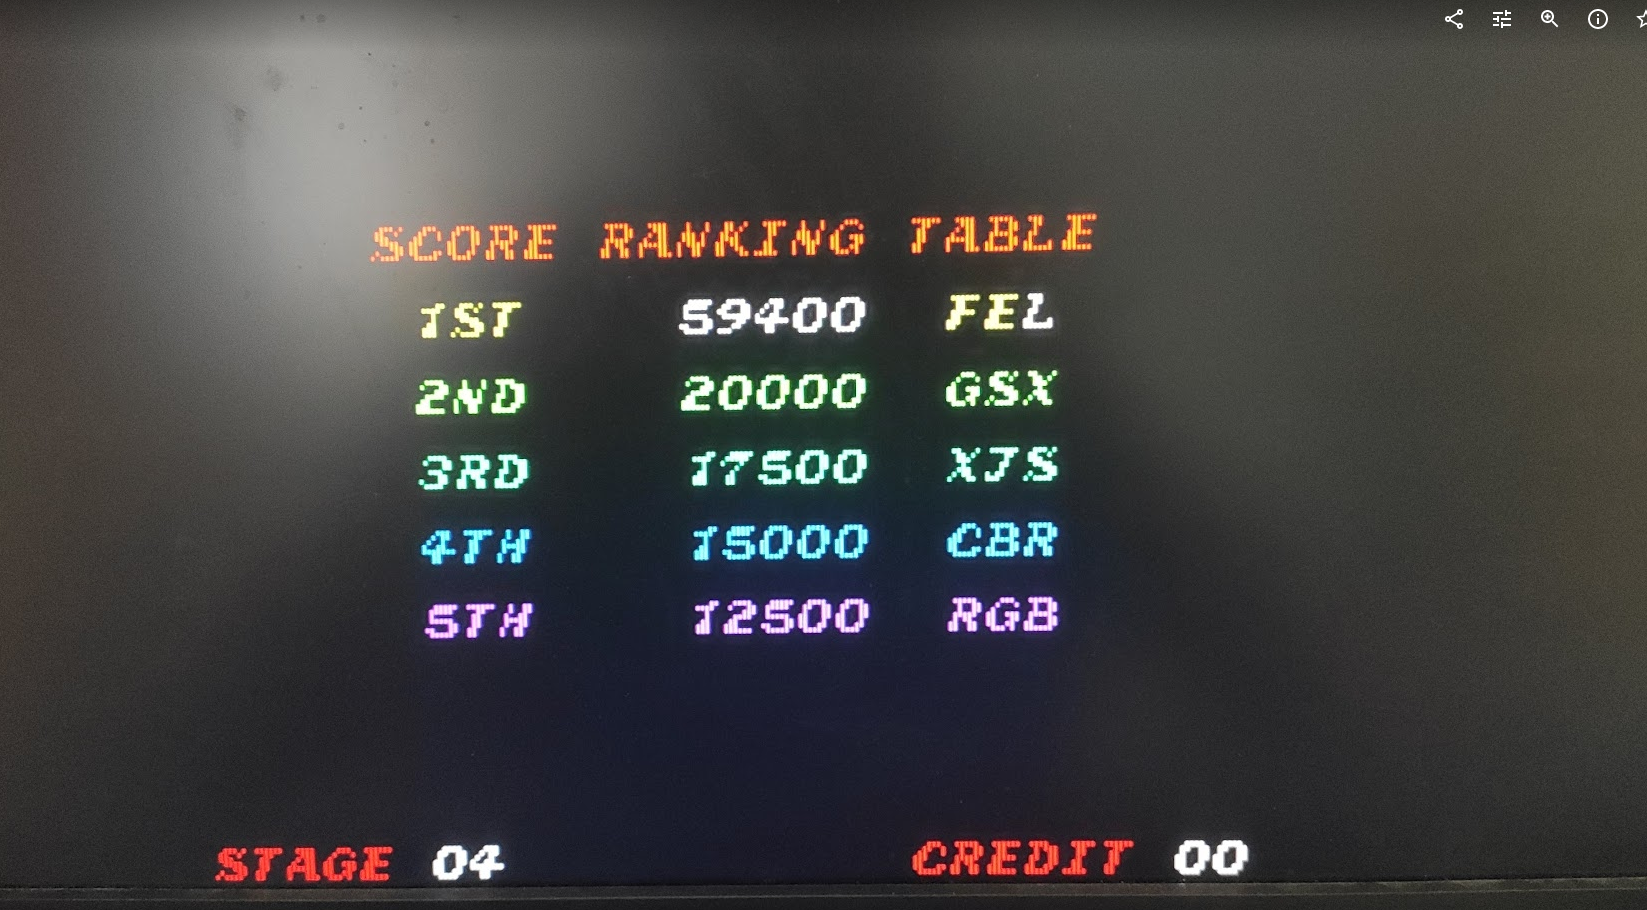 SCORE RANKING TABLE
1ST 59400 FEL
2ND 20000 GSX
3RD 17500 XJS
4TH 15000 CBR
5TH 12500 RGB
STAGE 04 CREDIT 00